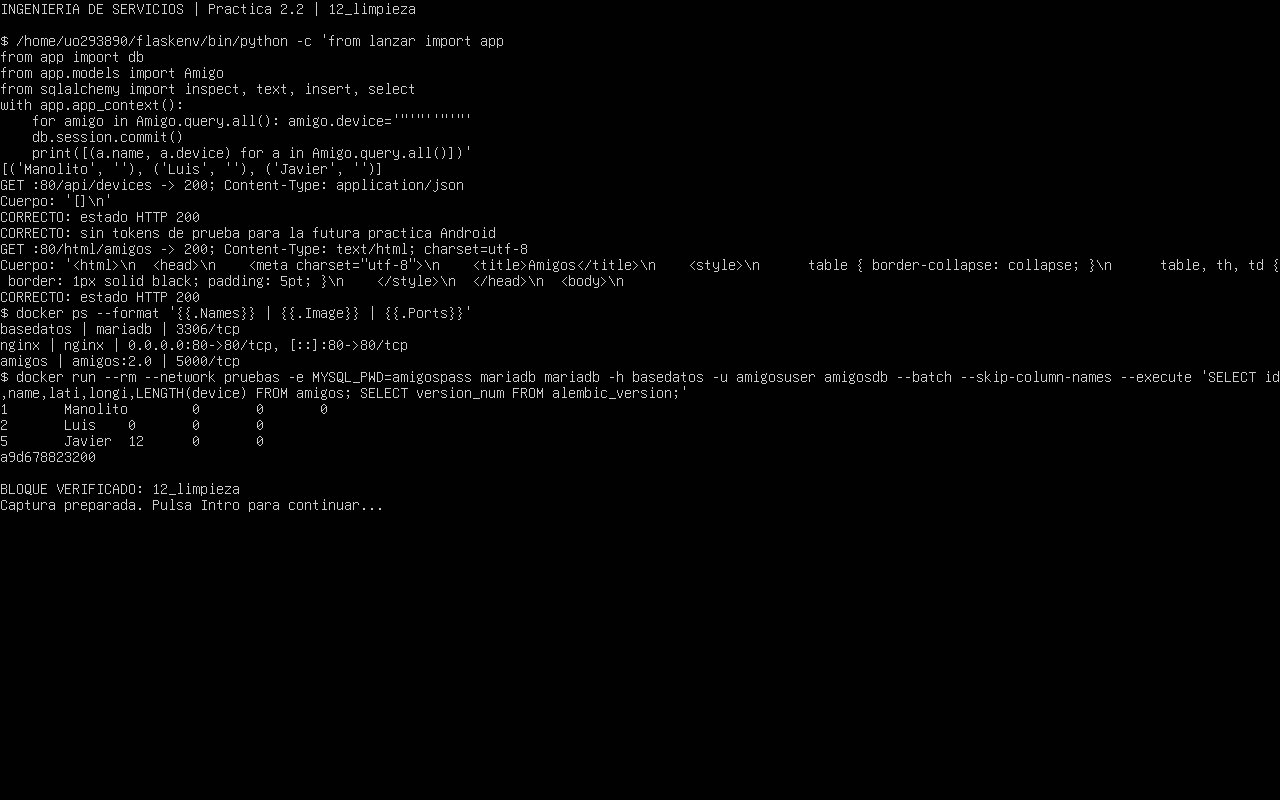 INGENIERIA DE SERVICIOS | Practica 2.2 | 12_limpieza
$ /home/uo293890/flaskenv/bin/python -c 'from lanzar import app
from app import db
from app.models import Amigo
from sqlalchemy import inspect, text, insert, select
with app.app_context():
    for amigo in Amigo.query.all(): amigo.device='"'"''"'"'
    db.session.commit()
    print([(a.name, a.device) for a in Amigo.query.all()])'
[('Manolito', ''), ('Luis', ''), ('Javier', '')]
GET :80/api/devices -> 200; Content-Type: application/json
Cuerpo: '[]\n'
CORRECTO: estado HTTP 200
CORRECTO: sin tokens de prueba para la futura practica Android
GET :80/html/amigos -> 200; Content-Type: text/html; charset=utf-8
Cuerpo: '<html>\n  <head>\n    <meta charset="utf-8">\n    <title>Amigos</title>\n    <style>\n      table { border-collapse: collapse; }\n      table, th, td {
 border: 1px solid black; padding: 5pt; }\n    </style>\n  </head>\n  <body>\n
CORRECTO: estado HTTP 200
$ docker ps --format '{{.Names}} | {{.Image}} | {{.Ports}}'
basedatos | mariadb | 3306/tcp
nginx | nginx | 0.0.0.0:80->80/tcp, [::]:80->80/tcp
amigos | amigos:2.0 | 5000/tcp
$ docker run --rm --network pruebas -e MYSQL_PWD=amigospass mariadb mariadb -h basedatos -u amigosuser amigosdb --batch --skip-column-names --execute 'SELECT id
,name,lati,longi,LENGTH(device) FROM amigos; SELECT version_num FROM alembic_version;'
1       Manolito        0       0       0
2       Luis    0       0       0
5       Javier  12      0       0
a9d678823200
BLOQUE VERIFICADO: 12_limpieza
Captura preparada. Pulsa Intro para continuar...